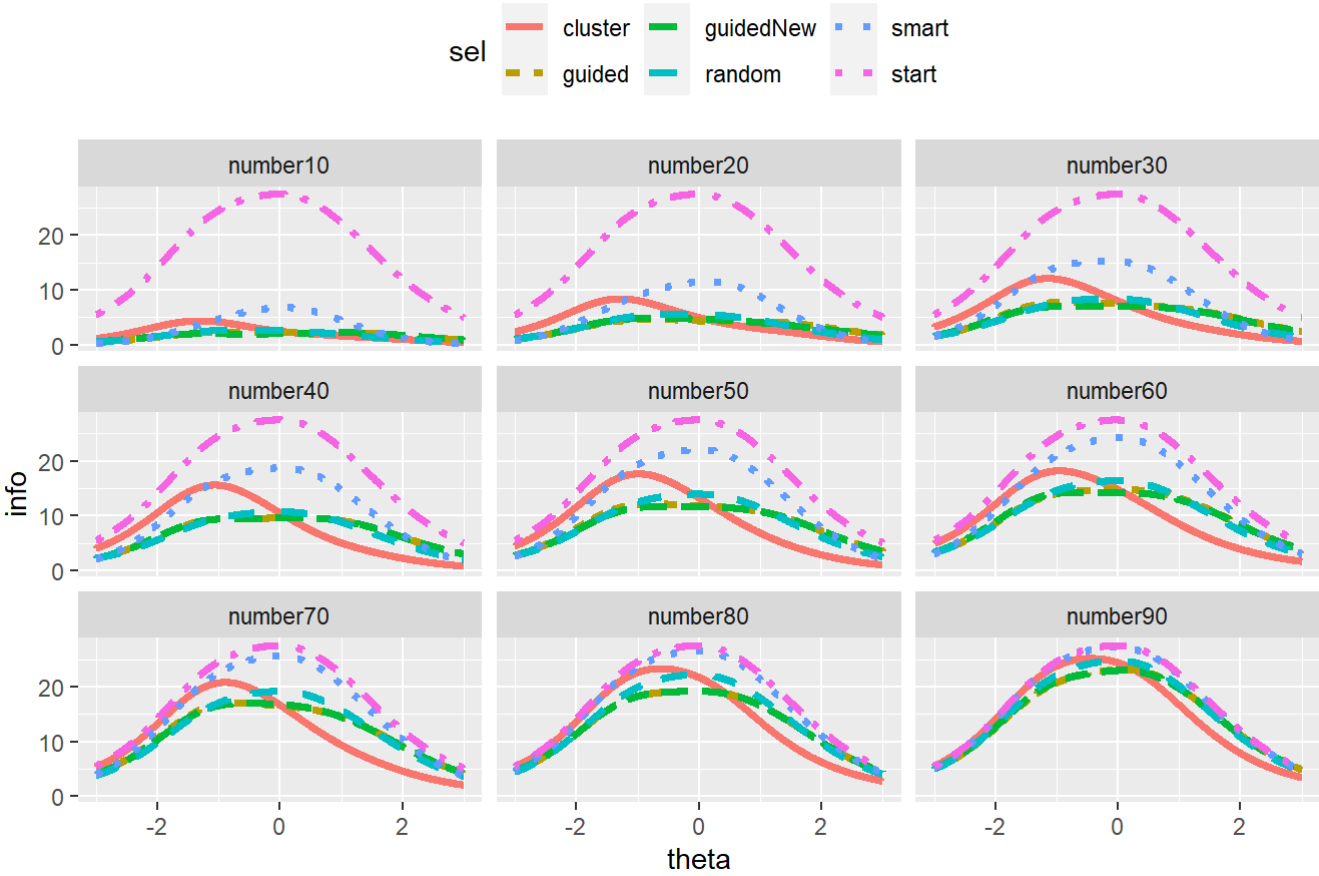 sel cluster guidedNew smart
guided random start
number10 number20 number30
20
10
0
number40 number50 number60
20
10
0
info
number70 number80 number90
20
10
0
-2 0 2 -2 0 2 -2 0 2
theta